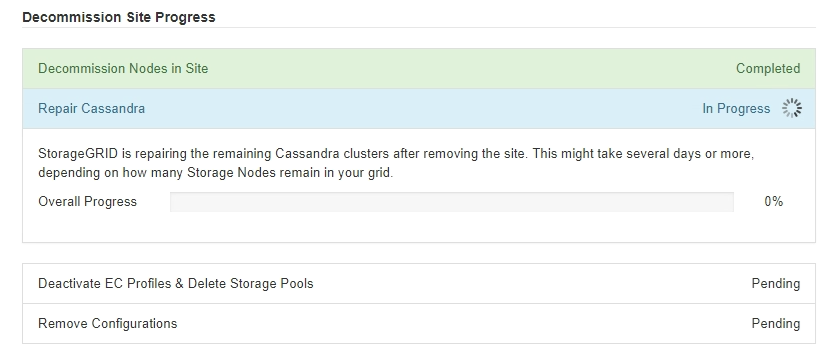 Decommission Site Progress
Decommission Nodes in Site Completed
Repair Cassandra In Progress
StorageGRID is repairing the remaining Cassandra clusters after removing the site. This might take several days or more,
depending on how many Storage Nodes remain in your grid.
Overall Progress 0%
Deactivate EC Profiles & Delete Storage Pools Pending
Remove Configurations Pending